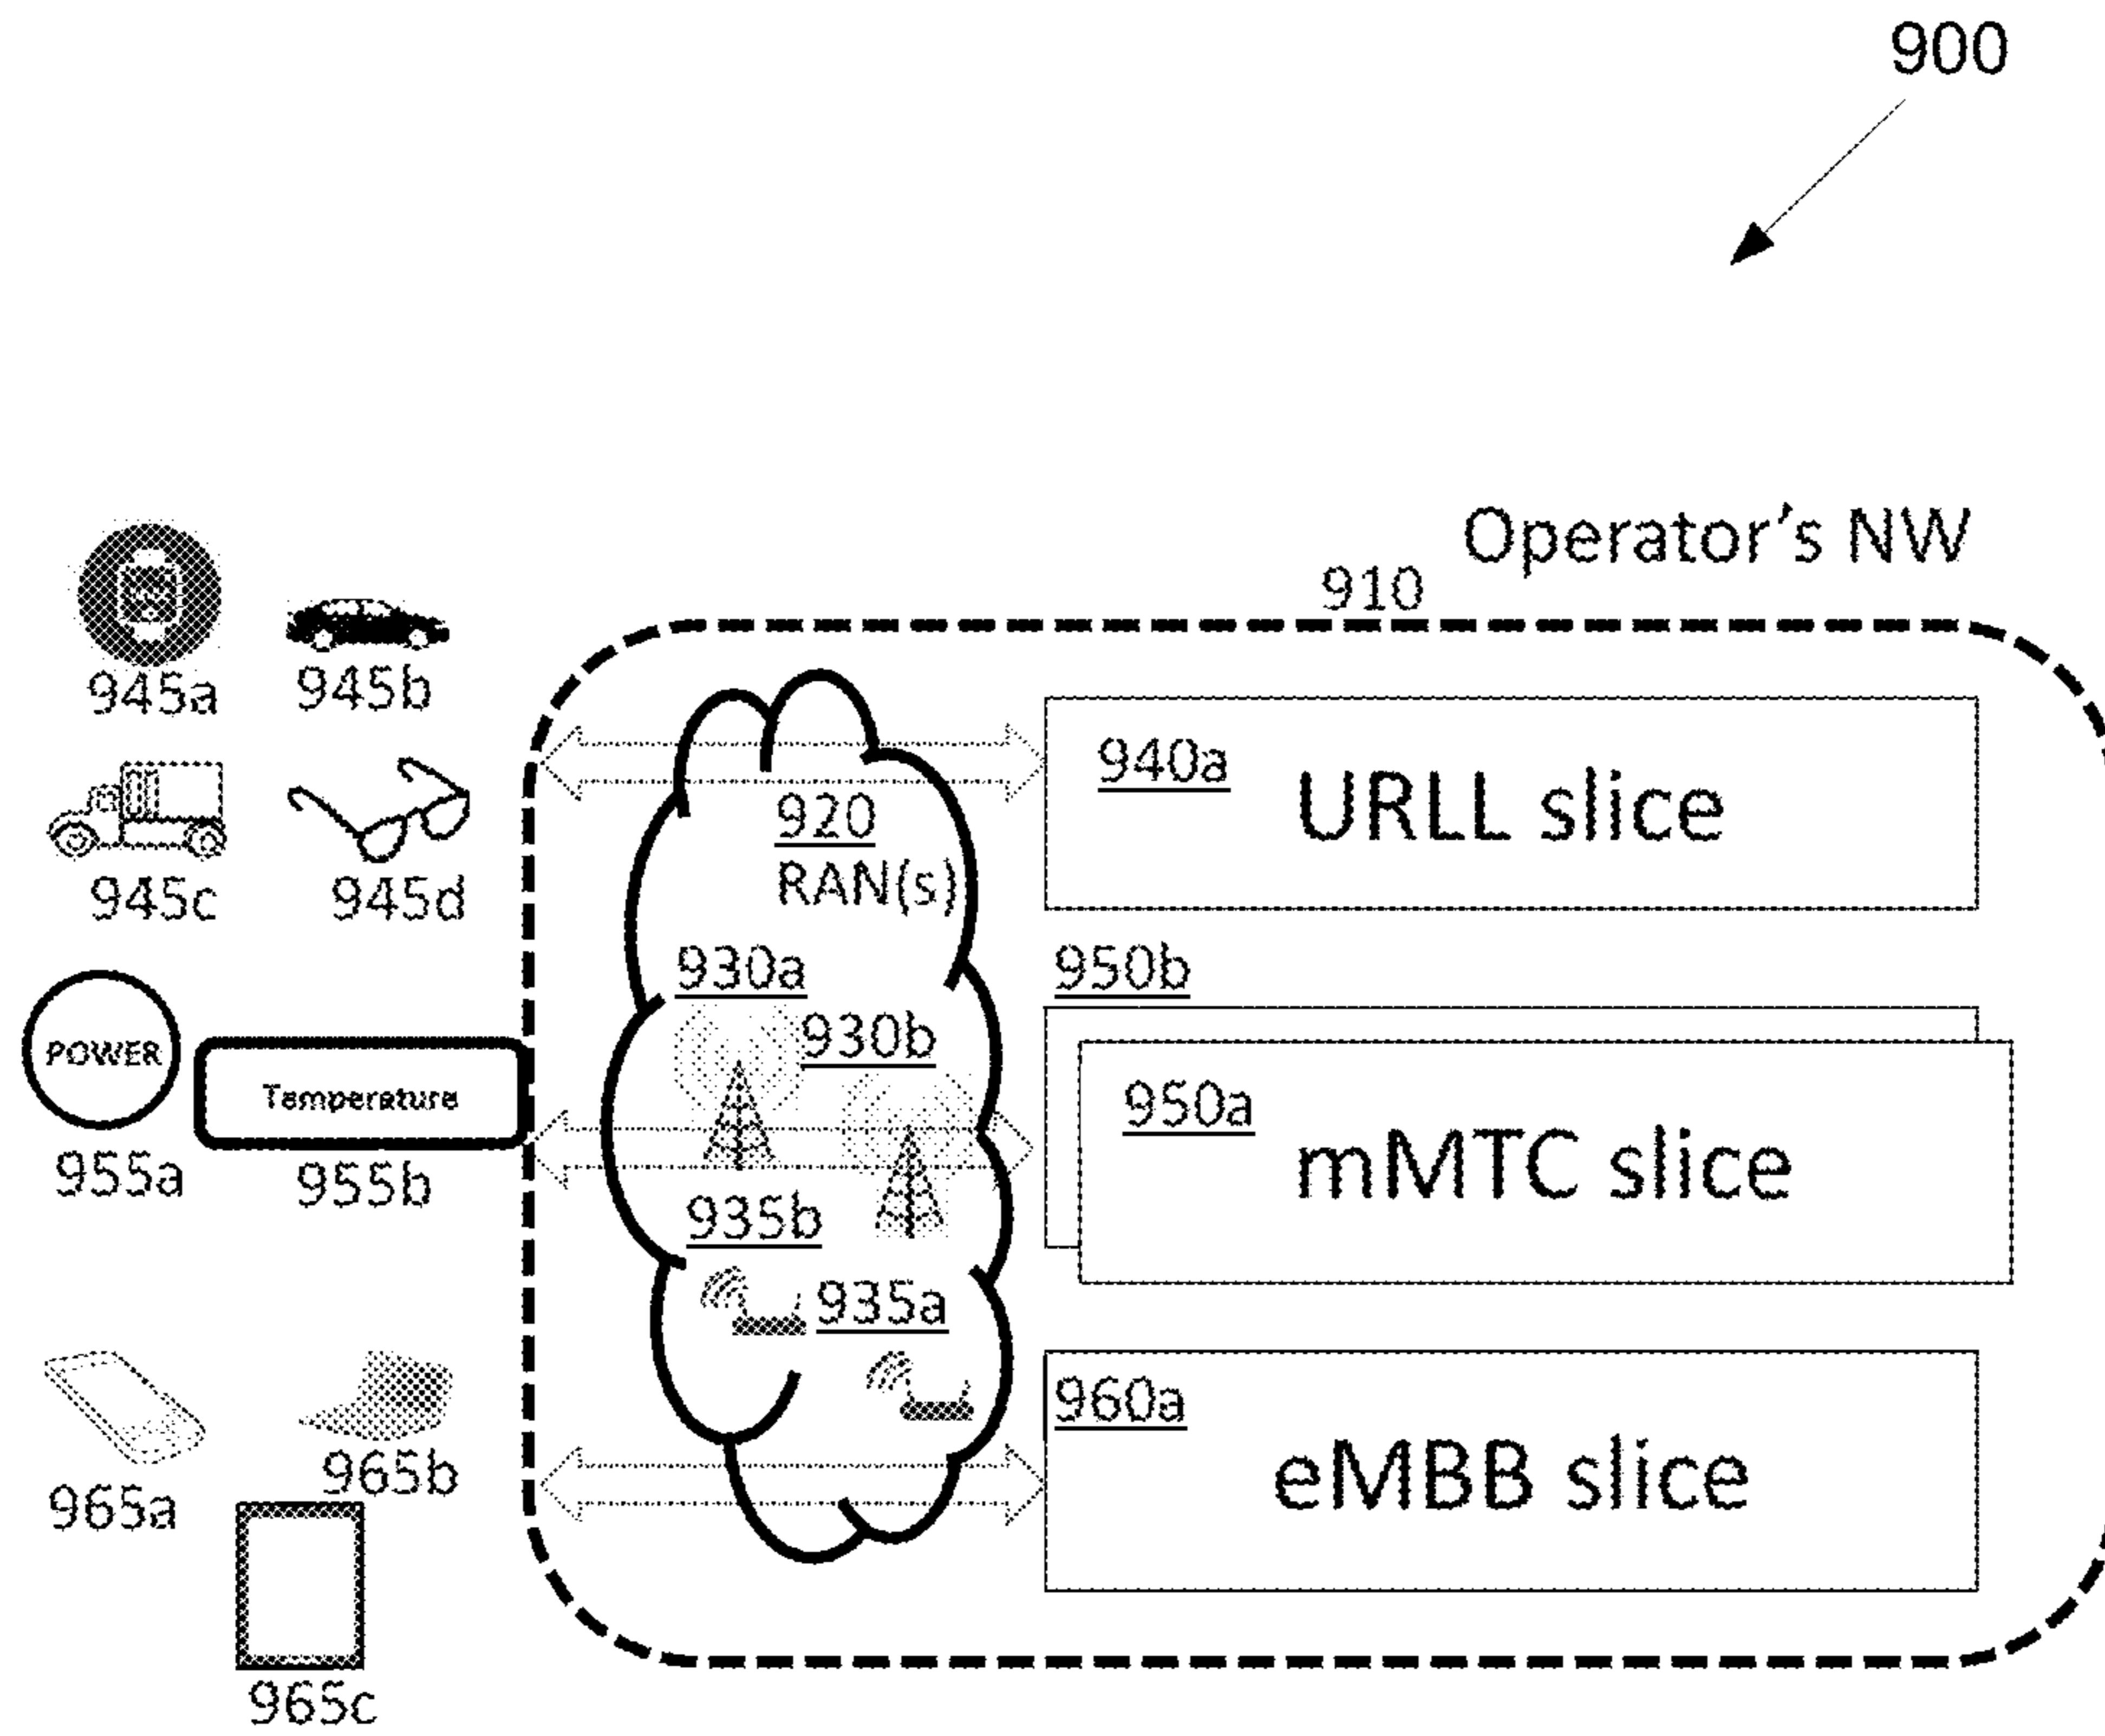 900
Operator's NW
910
945a
945b
945c
945d
POWER
955a
Temperature
955b
965a
965b
965c
920
RAN(s)
930a
930b
935b
935a
940a
URLL slice
950b
950a
mMTC slice
960a
eMBB slice